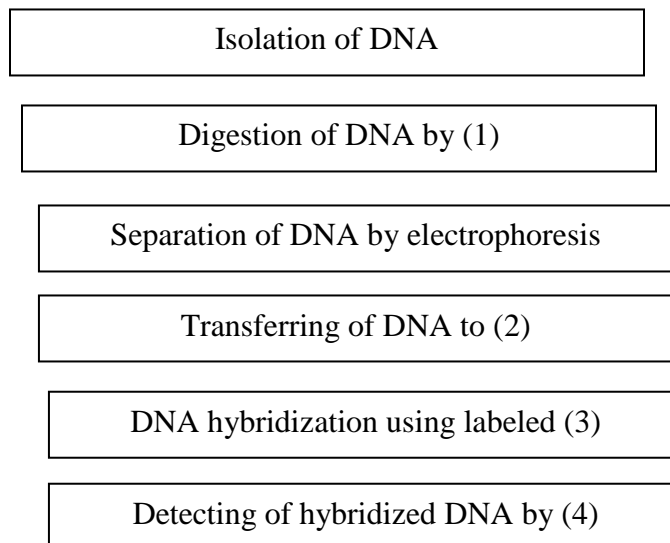 Isolation of DNA
Digestion of DNA by (1)
Separation of DNA by electrophoresis
Transferring of DNA to (2)
DNA hybridization using labeled (3)
Detecting of hybridized DNA by (4)